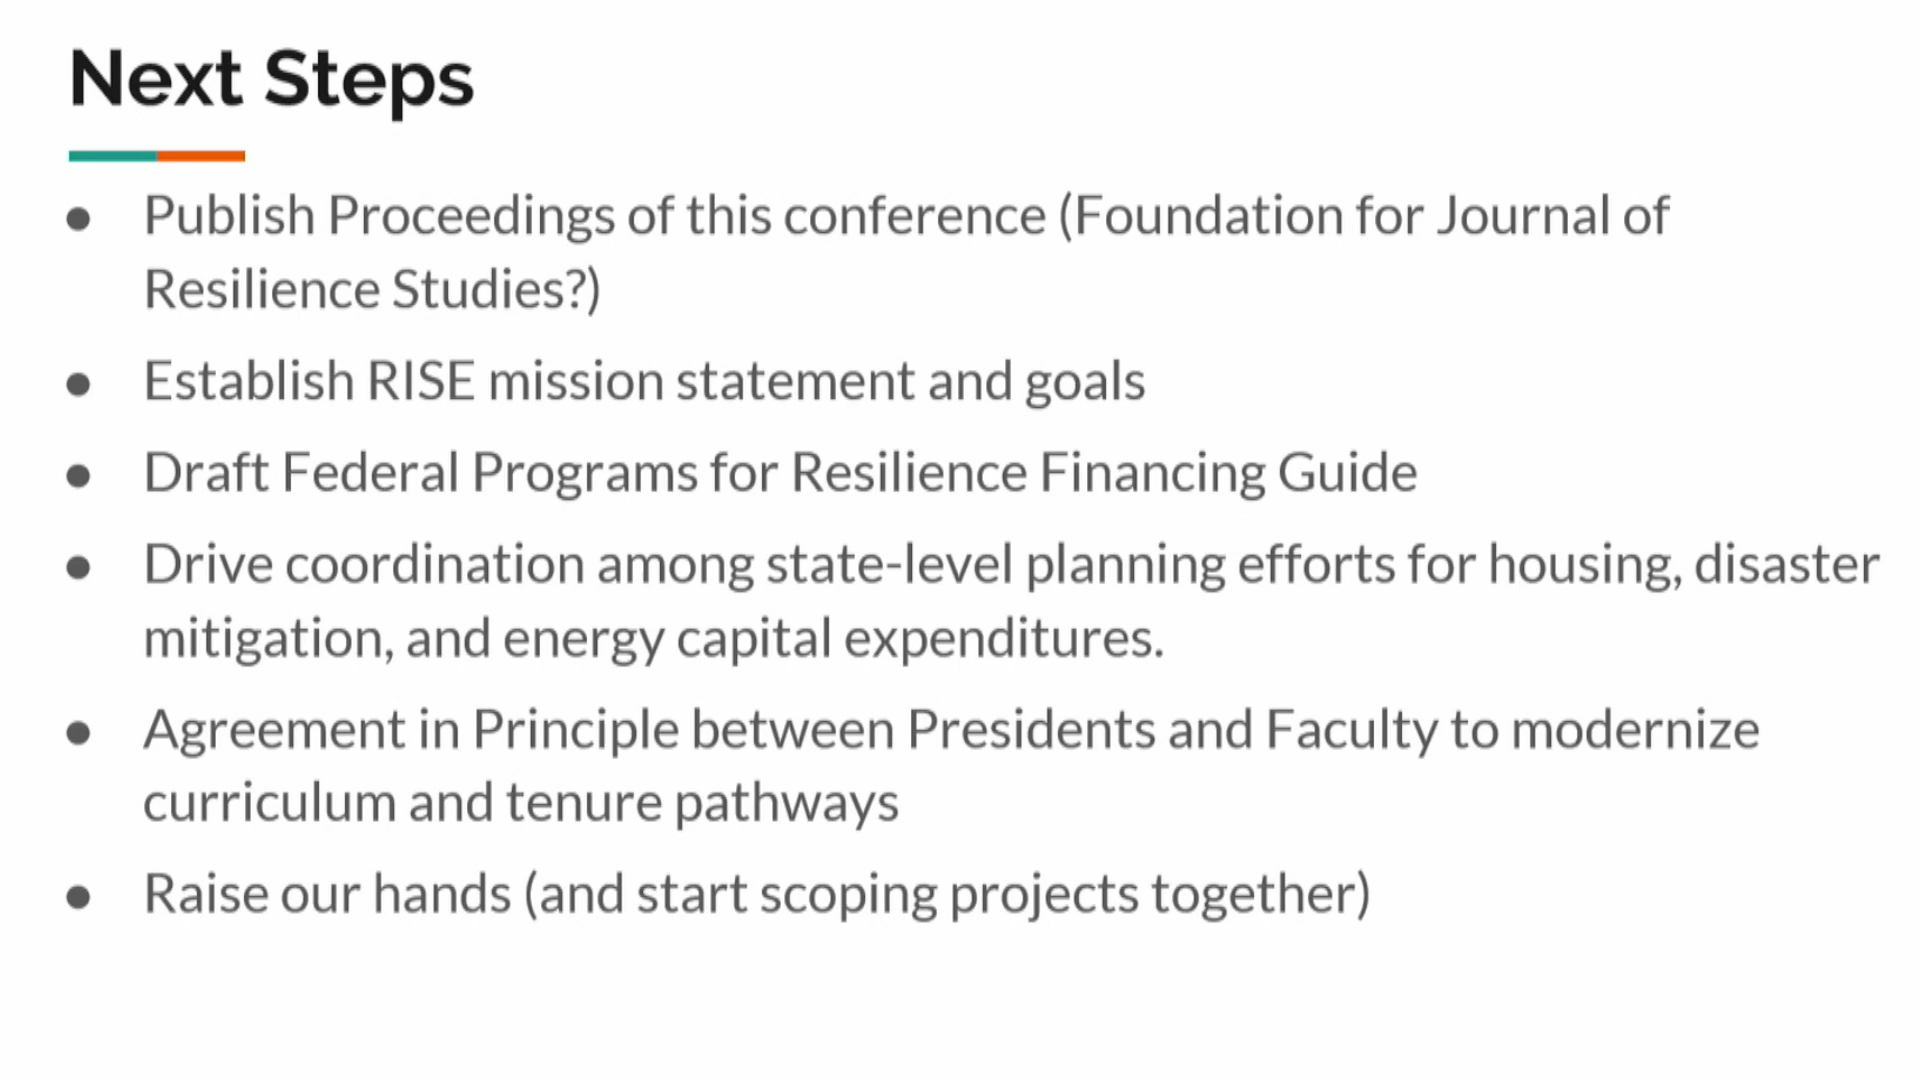 Next Steps
● Publish Proceedings of this conference (Foundation for Journal of
Resilience Studies?)
● Establish RISE mission statement and goals
● Draft Federal Programs for Resilience Financing Guide
● Drive coordination among state-level planning efforts for housing, disaster
mitigation, and energy capital expenditures.
● Agreement in Principle between Presidents and Faculty to modernize
curriculum and tenure pathways
● Raise our hands (and start scoping projects together)